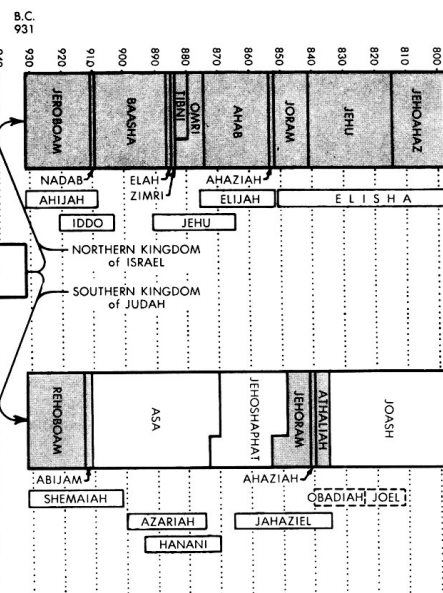 B.C.
931
940
930
920
910
900
890
880
870
860
850
840
830
820
810
800
JEROBOAM
BAASHA
TIBNI
OMRI
AHAB
JORAM
JEHU
JEHOAHAZ
NADAB
ELAH
ZIMRI
AHAZIAH
AHIJAH
ELIJAH
ELISHA
IDDO
JEHU
NORTHERN KINGDOM
of ISRAEL
SOUTHERN KINGDOM
of JUDAH
REHOBOAM
ASA
JEHOSHAPHAT
JEHORAM
ATHALIAH
JOASH
ABIJAM
AHAZIAH
SHEMAIAH
OBADIAH
JOEL
AZARIAH
JAHAZIEL
HANANI